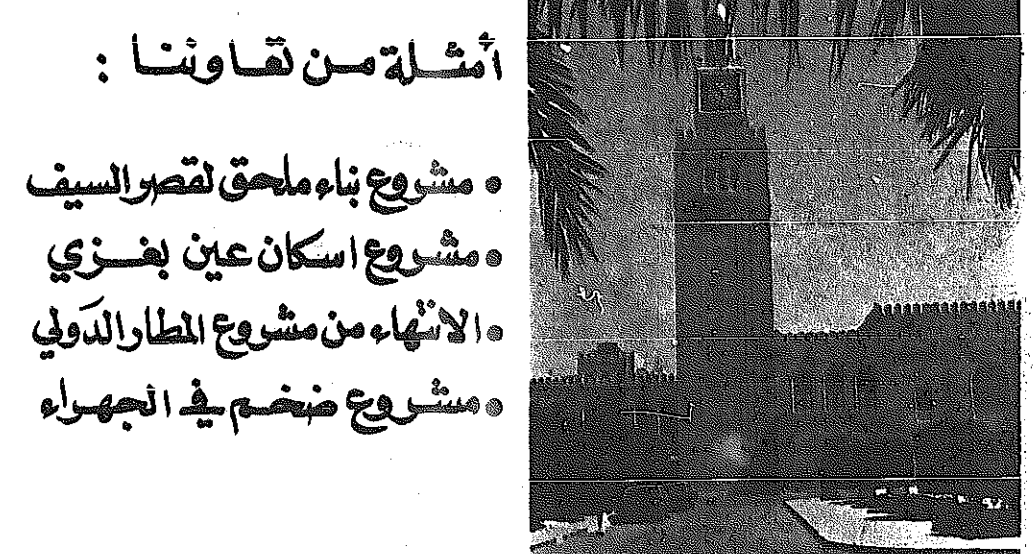 أمثلة من تعاوننا :
• مشروع بناء ملحق لقصر السيف
• مشروع اسكان عين بغزي
• الانتهاء من مشروع المطار الدولي
• مشروع ضخم في الجهراء